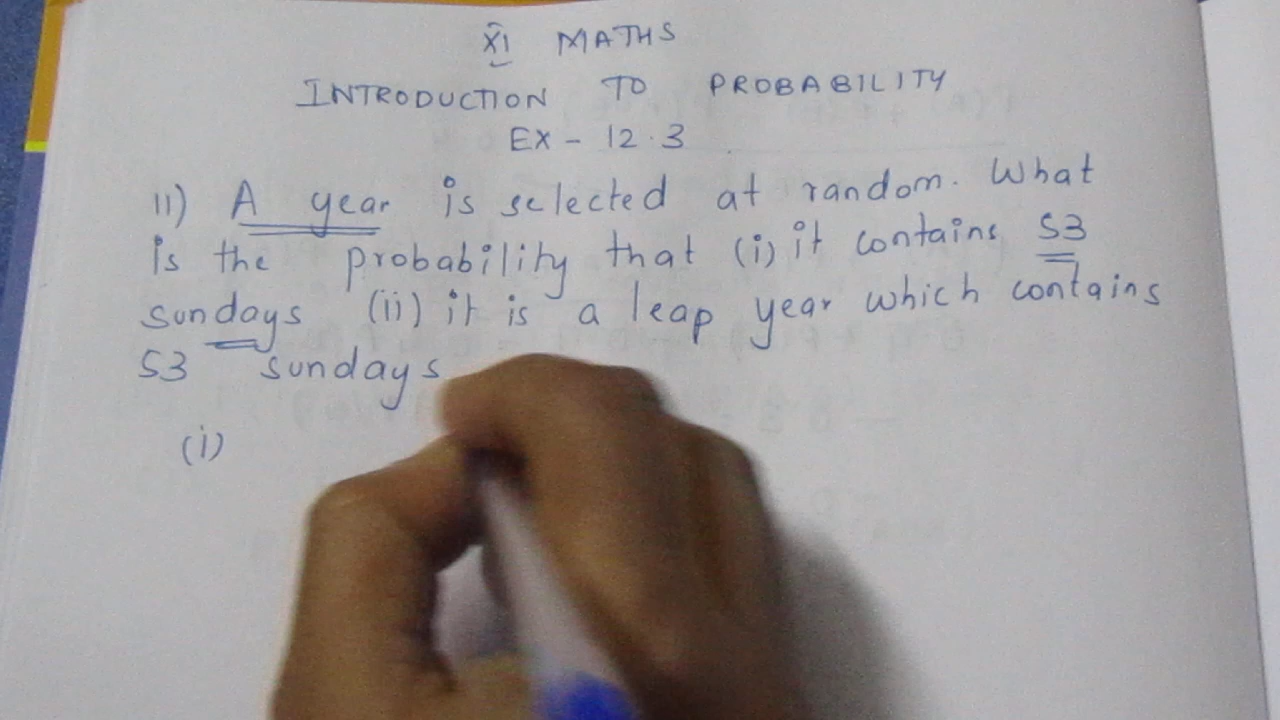 XI MATHS
INTRODUCTION TO PROBABILITY
EX - 12.3
11) A year is selected at random. What
is the probability that (i) it contains 53
sundays (ii) it is a leap year which contains
53 sundays
(i)